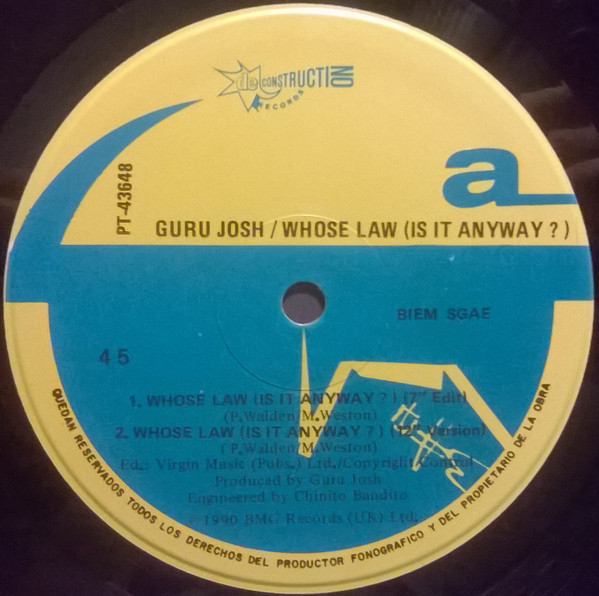 deCONSTRUCTION
RECORDS
a
PT-43648
GURU JOSH / WHOSE LAW (IS IT ANYWAY ? )
BIEM SGAE
45
1. WHOSE LAW (IS IT ANYWAY ? ) (7" Edit)
(P. Walden/M. Weston)
2. WHOSE LAW (IS IT ANYWAY ? ) (12" Version)
(P. Walden/M. Weston)
Ed.: Virgin Music (Pubs.) Ltd./Copyright Control
Produced by Guru Josh
Engineered by Chinito Bandito
1990 BMG Records (UK) Ltd.
QUEDAN RESERVADOS TODOS LOS DERECHOS DEL PRODUCTOR FONOGRAFICO Y DEL PROPIETARIO DE LA OBRA